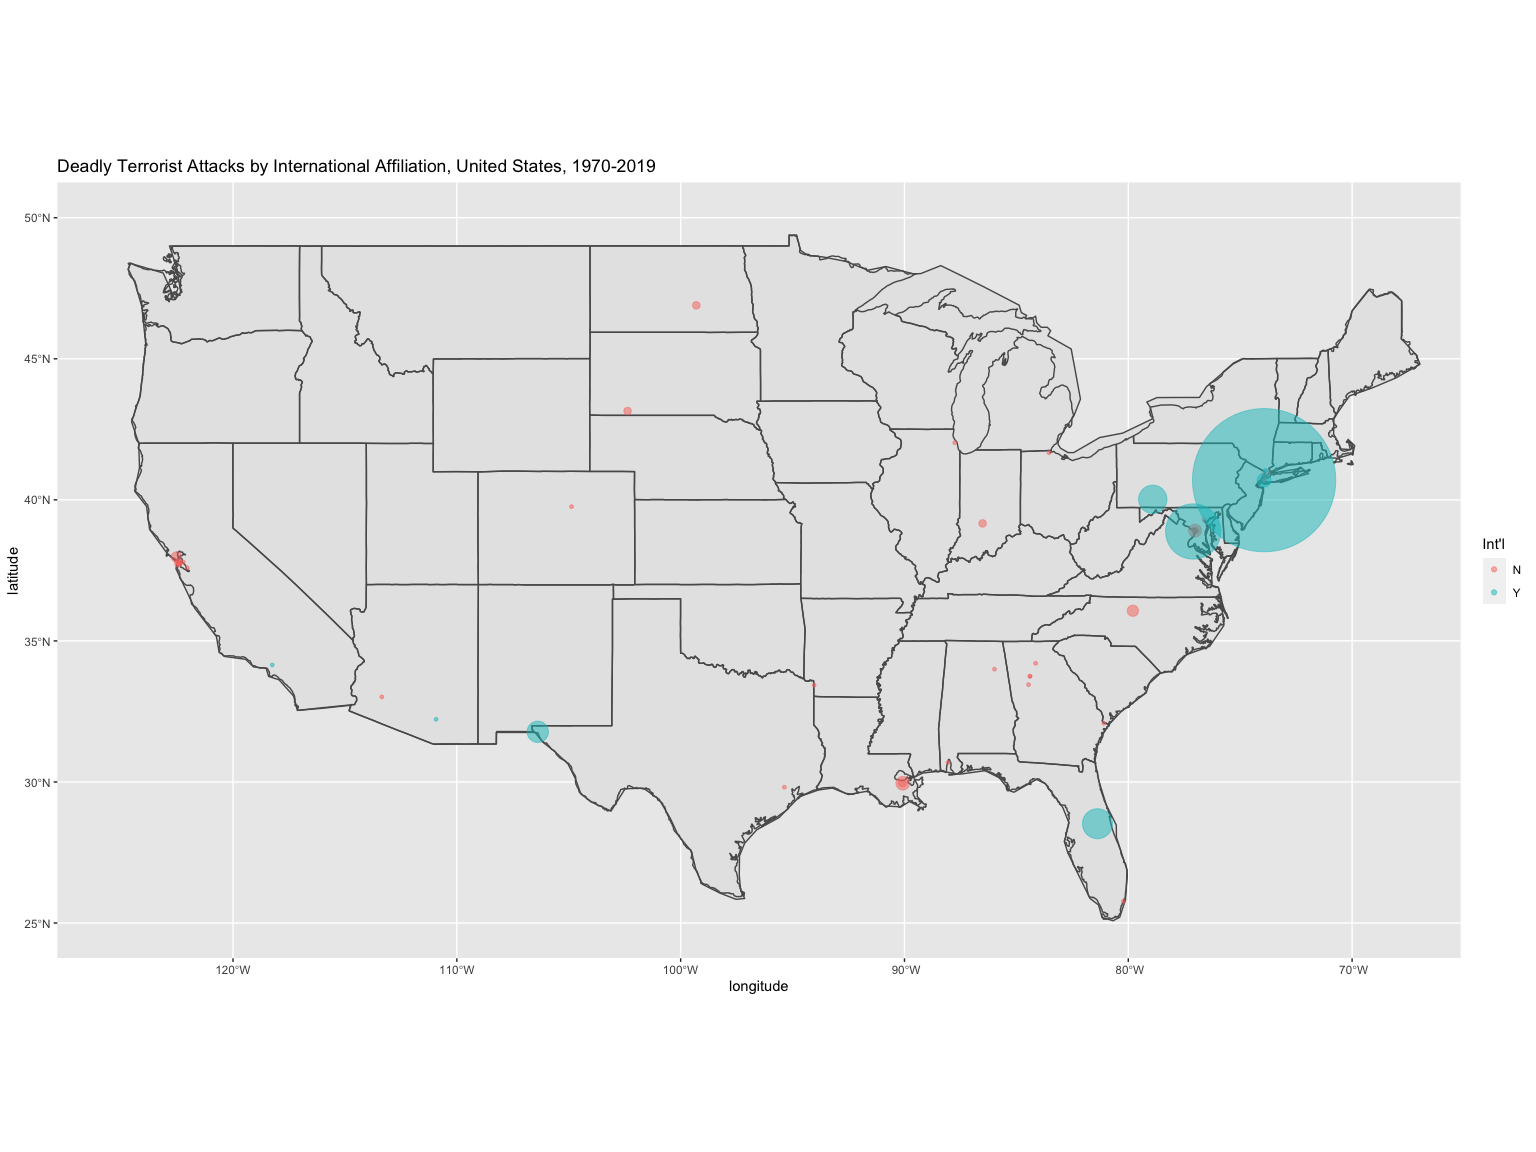 Deadly Terrorist Attacks by International Affiliation, United States, 1970-2019
50°N
45°N
40°N
35°N
30°N
25°N
latitude
120°W
110°W
100°W
90°W
80°W
70°W
longitude
Int'l
N
Y